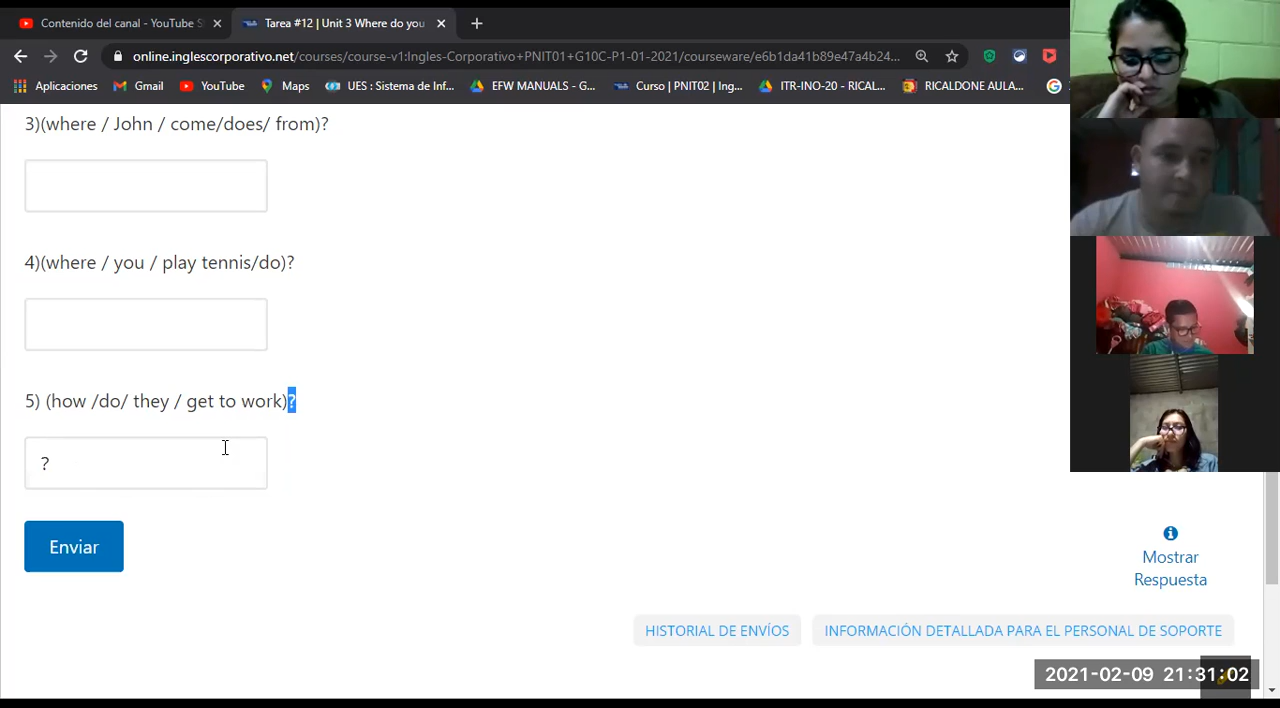 Contenido del canal - YouTube S
Tarea #12 | Unit 3 Where do you
online.inglescorporativo.net/courses/course-v1:Ingles-Corporativo+PNIT01+G10C-P1-01-2021/courseware/e6b1da41b89e47a4b24...
Aplicaciones
Gmail
YouTube
Maps
UES : Sistema de Inf...
EFW MANUALS - G...
Curso | PNIT02 | Ing...
ITR-INO-20 - RICAL...
RICALDONE AULA...
3)(where / John / come/does/ from)?
4)(where / you / play tennis/do)?
5) (how /do/ they / get to work)?
?
Enviar
Mostrar
Respuesta
HISTORIAL DE ENVÍOS
INFORMACIÓN DETALLADA PARA EL PERSONAL DE SOPORTE
2021-02-09 21:31:02